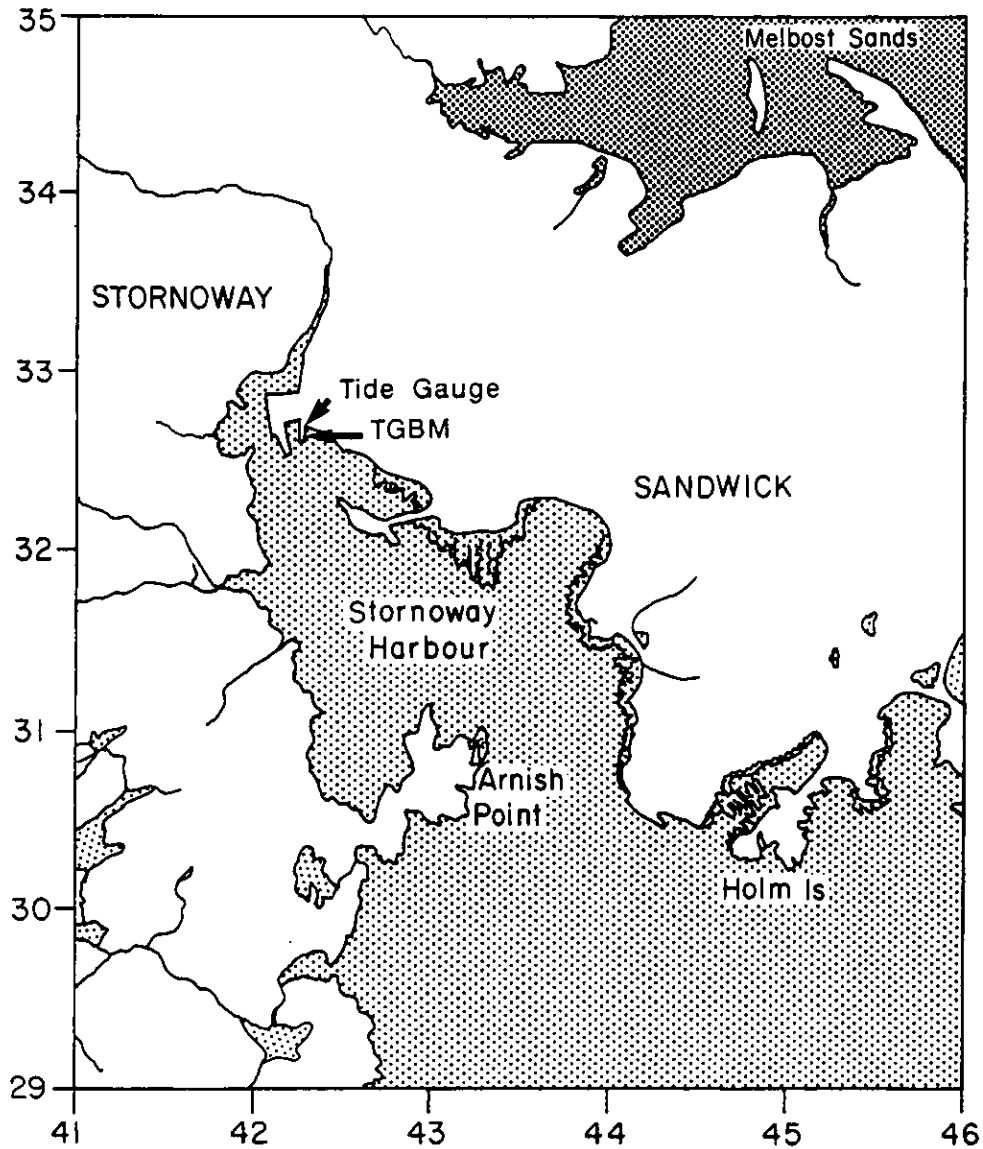 35
Melbost Sands
34
STORNOWAY
33
Tide Gauge
TGBM
SANDWICK
32
Stornoway
Harbour
31
Arnish
Point
Holm Is
30
29
41 42 43 44 45 46